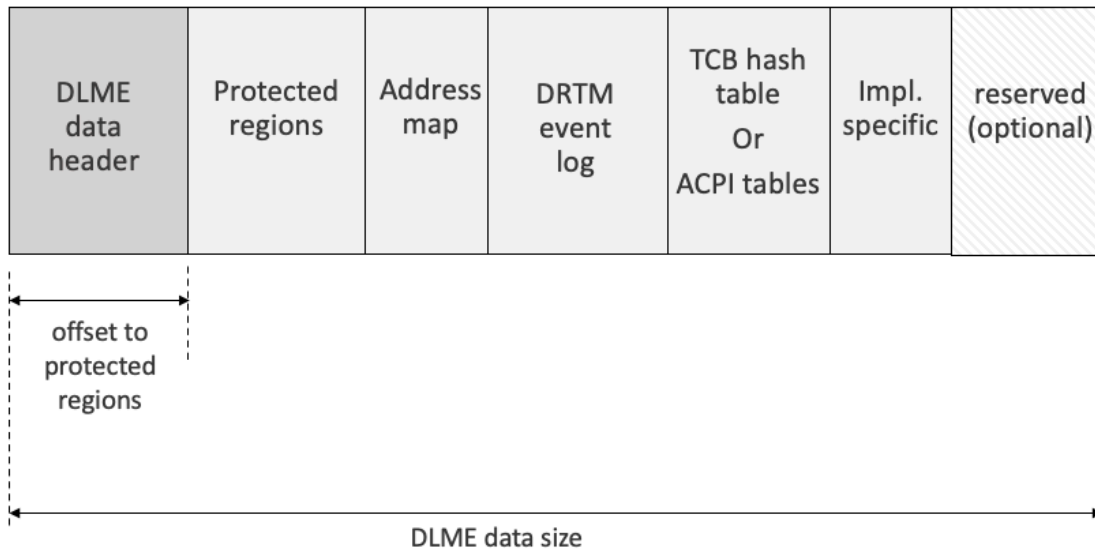 DLME
data
header
Protected
regions
Address
map
DRTM
event
log
TCB hash
table
Or
ACPI tables
Impl.
specific
reserved
(optional)
offset to
protected
regions
DLME data size